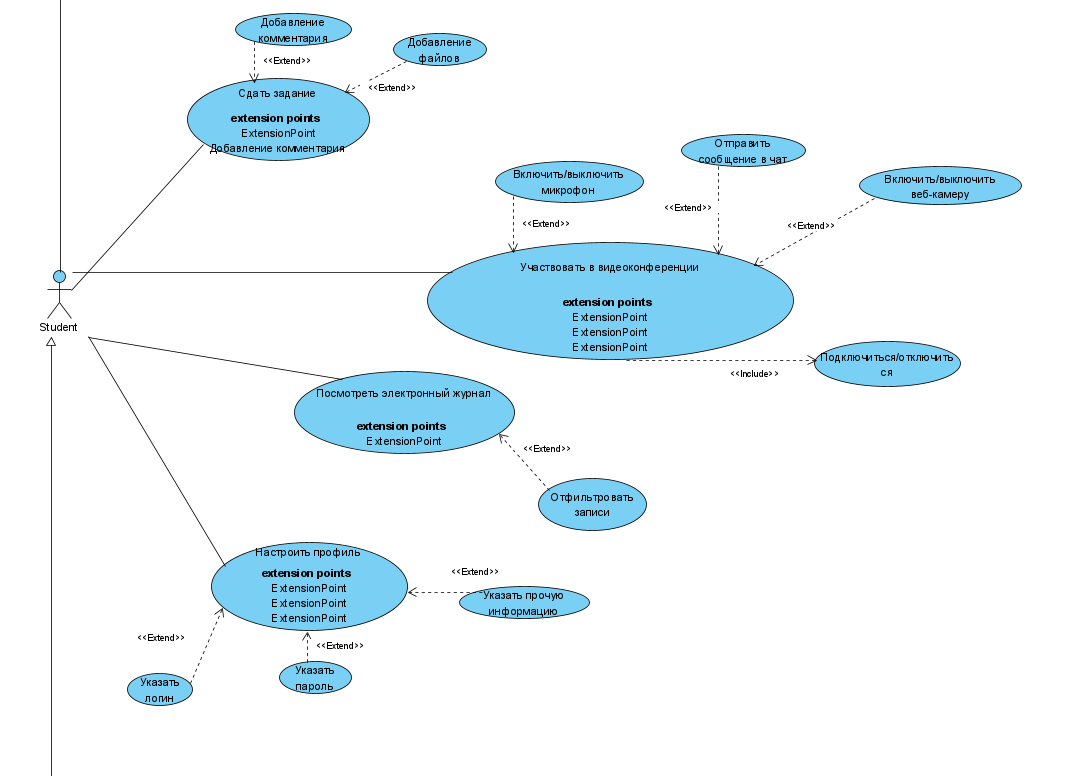 Добавление
комментария
Добавление
файлов
<<Extend>>
<<Extend>>
Сдать задание
extension points
ExtensionPoint
Добавление комментария
Отправить
сообщение в чат
Включить/выключить
микрофон
Включить/выключить
веб-камеру
<<Extend>>
<<Extend>>
<<Extend>>
Участвовать в видеоконференции
extension points
ExtensionPoint
ExtensionPoint
ExtensionPoint
Student
Подключиться/отключить
ся
<<Include>>
Посмотреть электронный журнал
extension points
ExtensionPoint
<<Extend>>
Отфильтровать
записи
Настроить профиль
extension points
ExtensionPoint
ExtensionPoint
ExtensionPoint
<<Extend>>
Указать прочую
информацию
<<Extend>>
<<Extend>>
Указать
логин
Указать
пароль